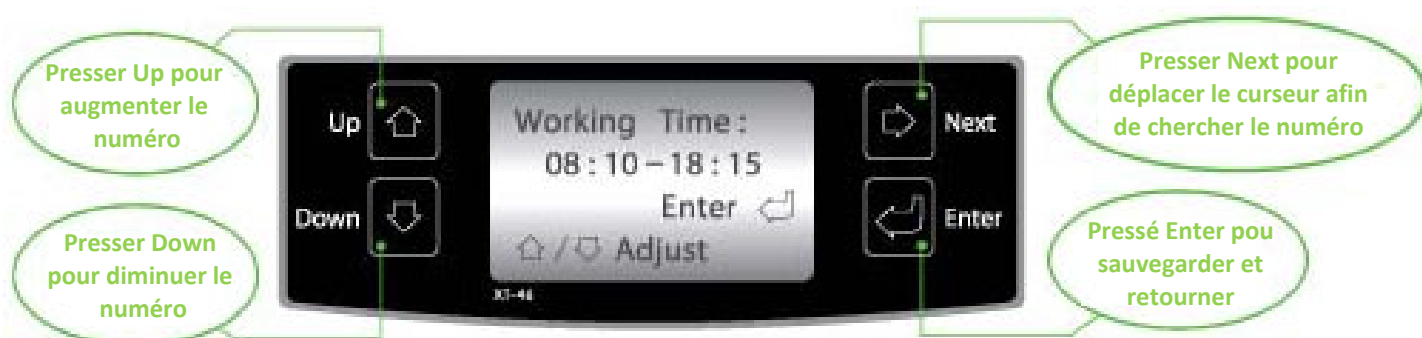 Presser Up pour
augmenter le
numéro
Presser Down
pour diminuer le
numéro
Up
Down
Working Time:
08:10-18:15
Enter
/ Adjust
XT-46
Next
Enter
Presser Next pour
déplacer le curseur afin
de chercher le numéro
Pressé Enter pou
sauvegarder et
retourner